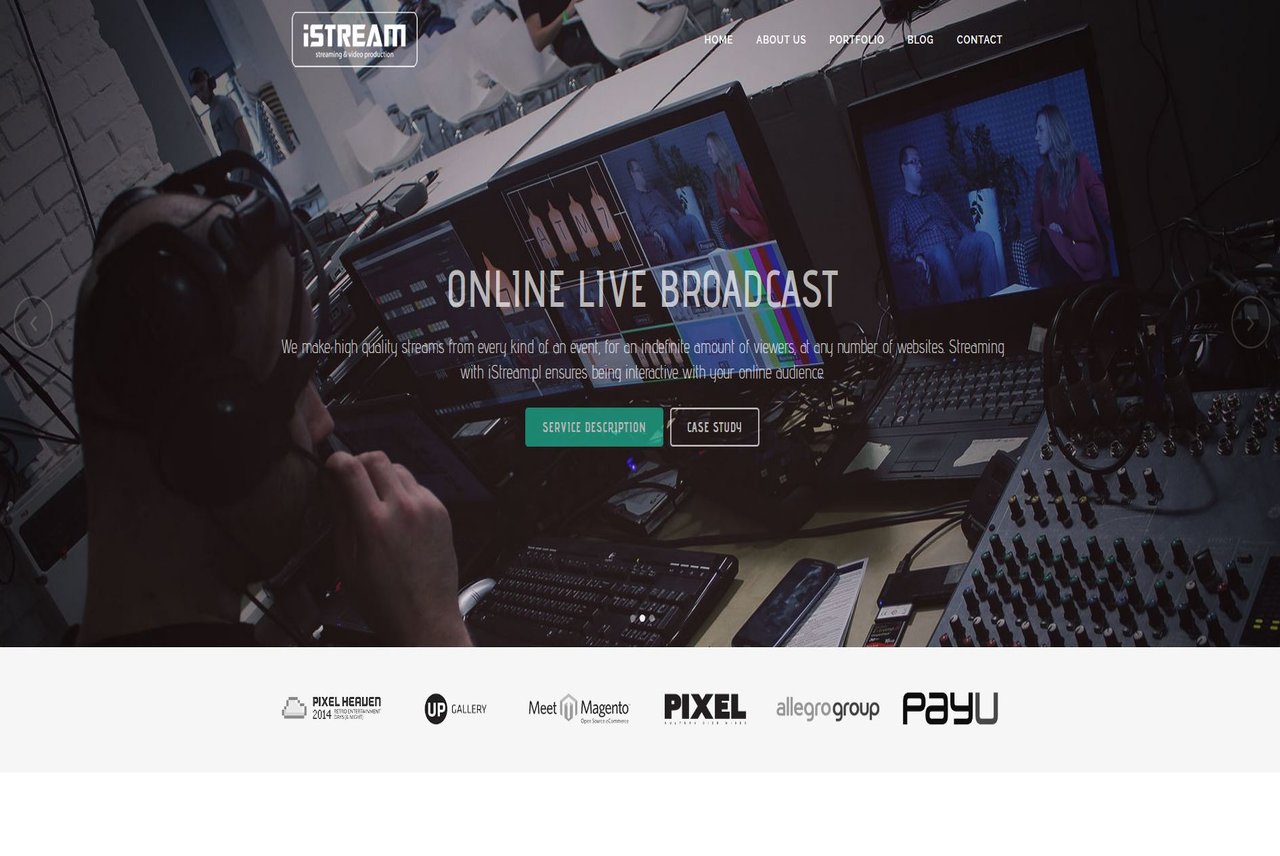 iSTREAM
streaming & video production
HOME ABOUT US PORTFOLIO BLOG CONTACT
ONLINE LIVE BROADCAST
We make high quality streams from every kind of an event, for an indefinite amount of viewers, at any number of websites. Streaming
with iStream.pl ensures being interactive with your online audience.
SERVICE DESCRIPTION CASE STUDY
PIXEL HEAVEN
2014 RETRO ENTERTAINMENT
DAYS (& NIGHT)
UP GALLERY
Meet Magento
Open Source eCommerce
PIXEL
allegrogroup
PAYU